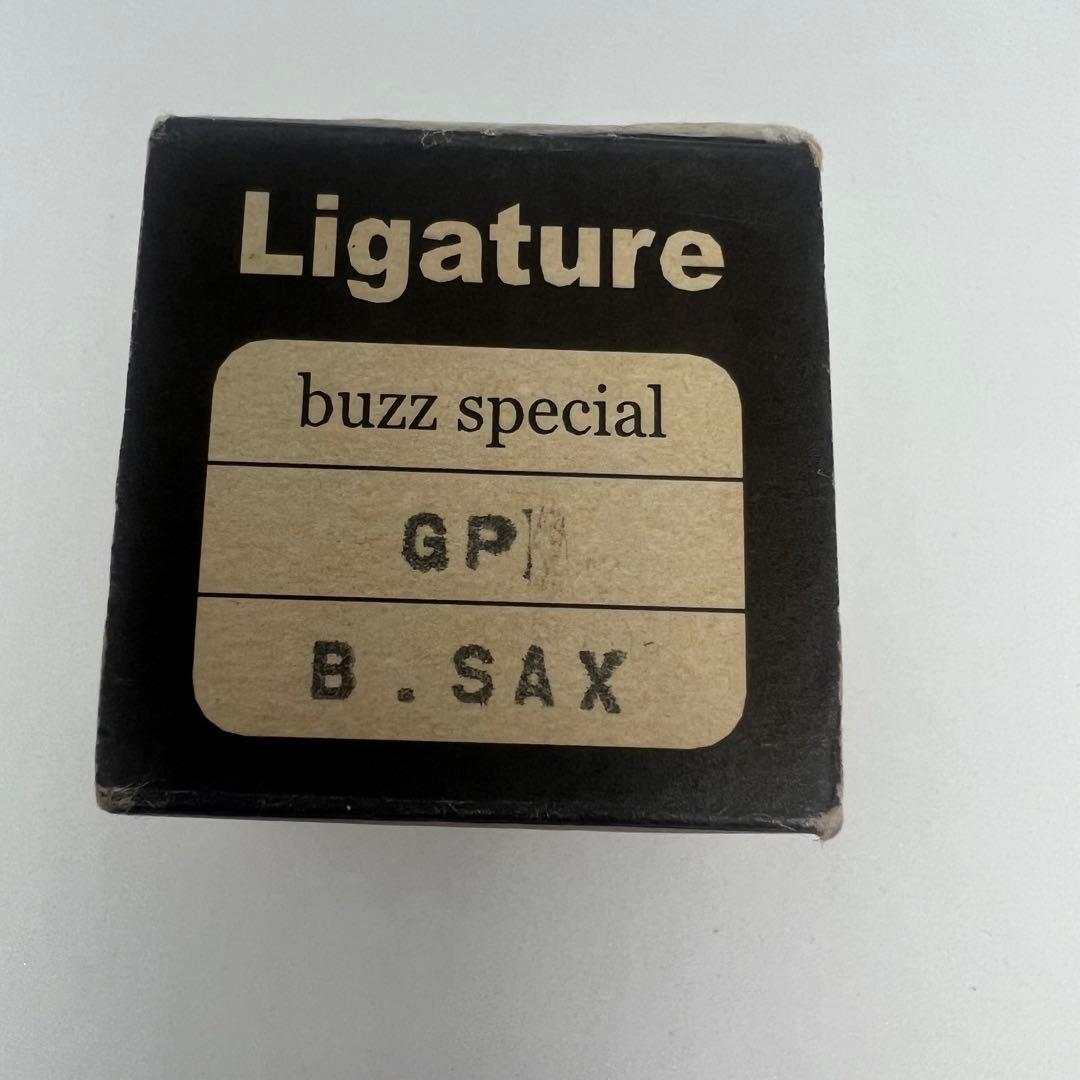 Ligature
buzz special
GP
B.SAX